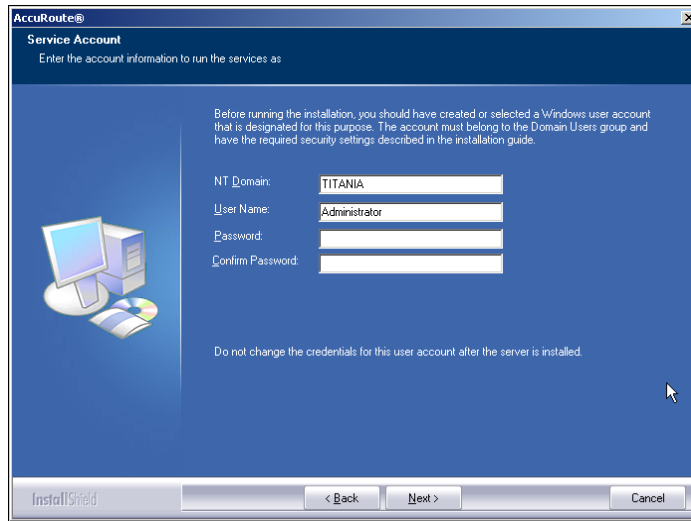 AccuRoute®
Service Account
Enter the account information to run the services as
Before running the installation, you should have created or selected a Windows user account
that is designated for this purpose. The account must belong to the Domain Users group and
have the required security settings described in the installation guide.
NT Domain: TITANIA
User Name: Administrator
Password:
Confirm Password:
Do not change the credentials for this user account after the server is installed.
InstallShield
< Back Next > Cancel